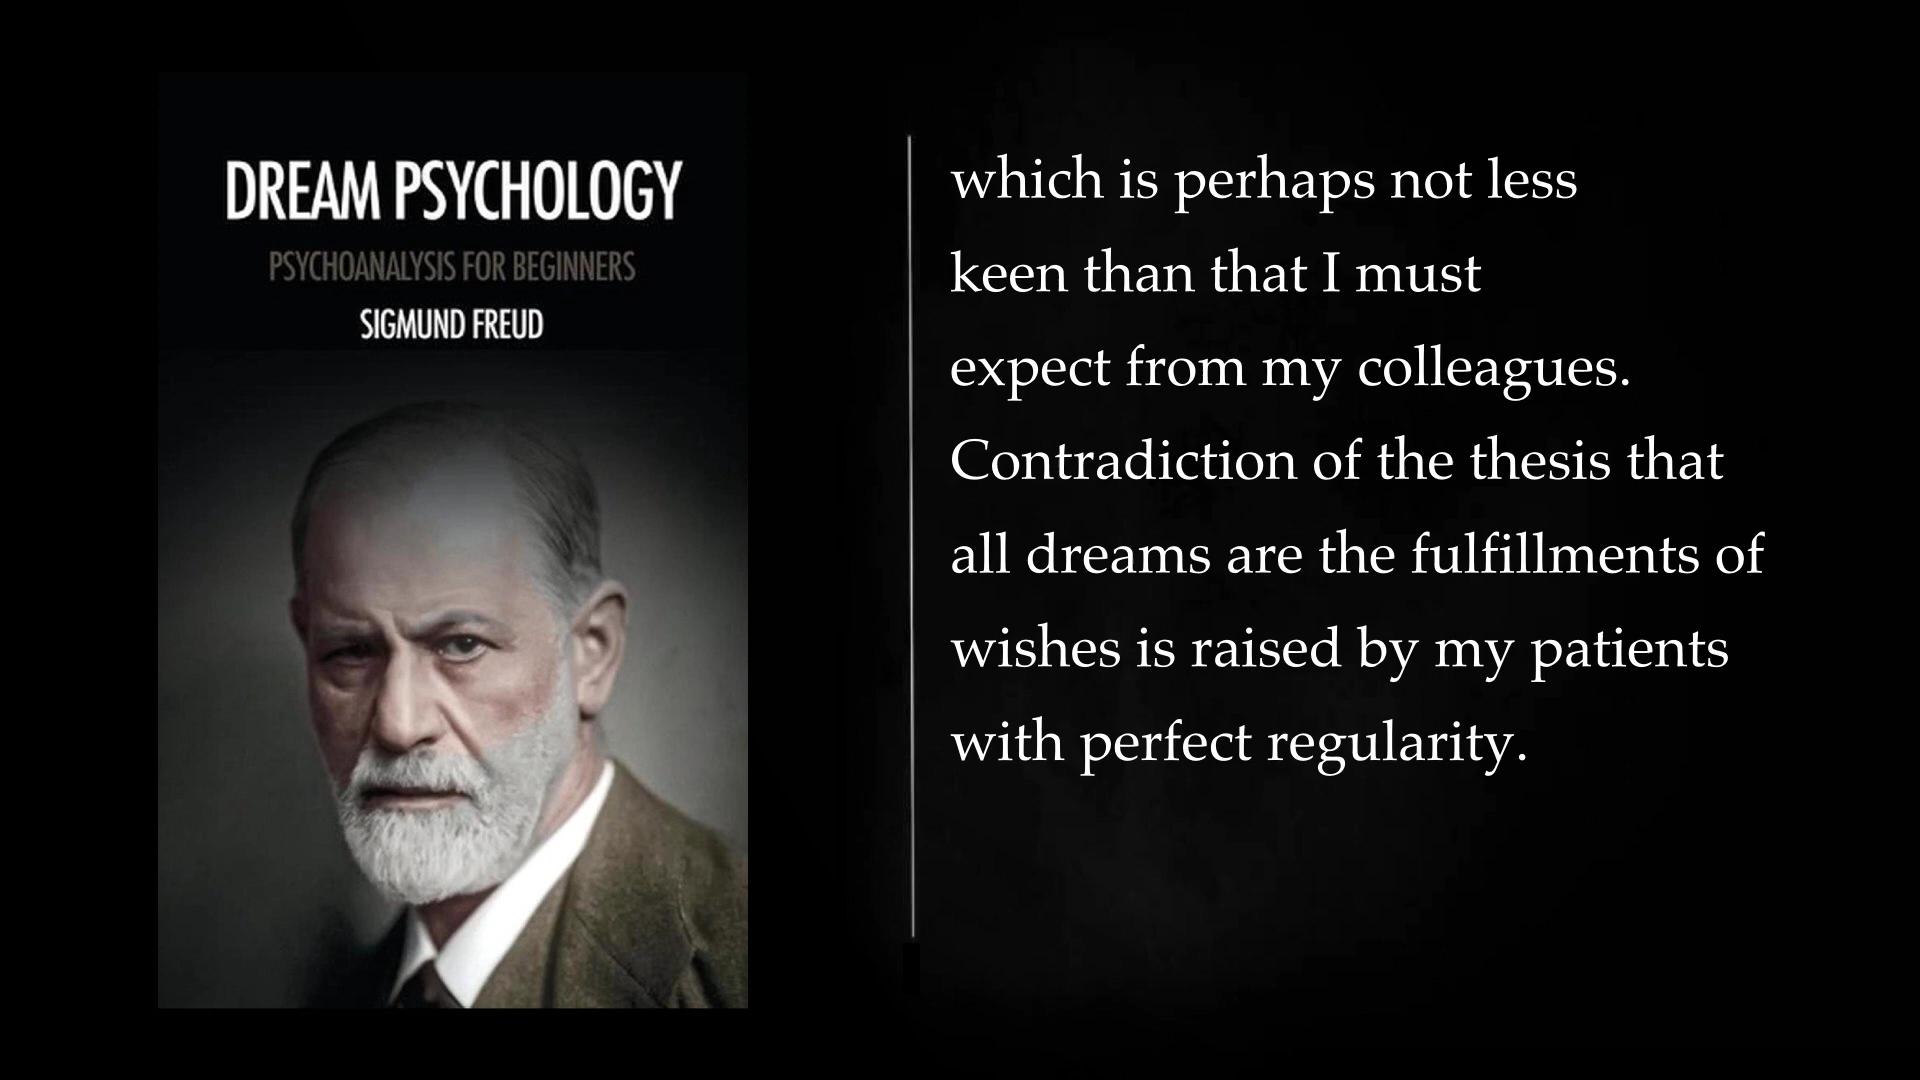 DREAM PSYCHOLOGY
PSYCHOANALYSIS FOR BEGINNERS
SIGMUND FREUD
which is perhaps not less
keen than that I must
expect from my colleagues.
Contradiction of the thesis that
all dreams are the fulfillments of
wishes is raised by my patients
with perfect regularity.